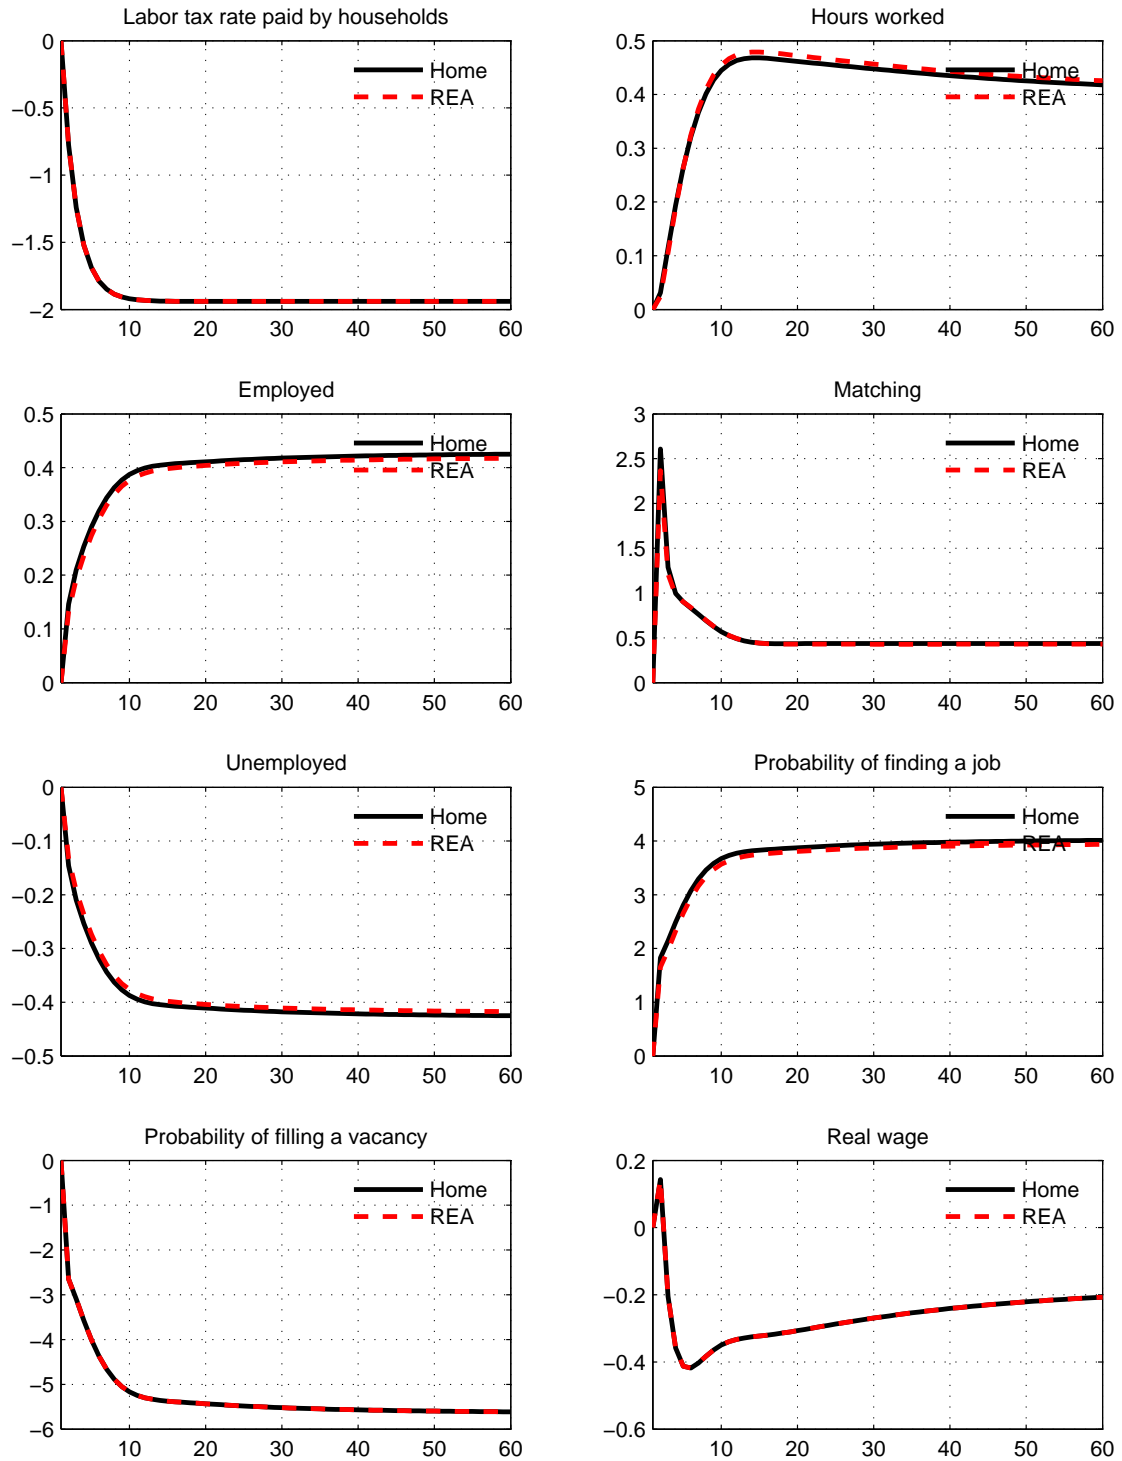 Labor tax rate paid by households
0
−0.5
−1
−1.5
−2
10 20 30 40 50 60
Home
REA
Hours worked
0.5
0.4
0.3
0.2
0.1
0
10 20 30 40 50 60
Home
REA
Employed
0.5
0.4
0.3
0.2
0.1
0
10 20 30 40 50 60
Home
REA
Matching
3
2.5
2
1.5
1
0.5
0
10 20 30 40 50 60
Home
REA
Unemployed
0
−0.1
−0.2
−0.3
−0.4
−0.5
10 20 30 40 50 60
Home
REA
Probability of finding a job
5
4
3
2
1
0
10 20 30 40 50 60
Home
REA
Probability of filling a vacancy
0
−1
−2
−3
−4
−5
−6
10 20 30 40 50 60
Home
REA
Real wage
0.2
0
−0.2
−0.4
−0.6
10 20 30 40 50 60
Home
REA